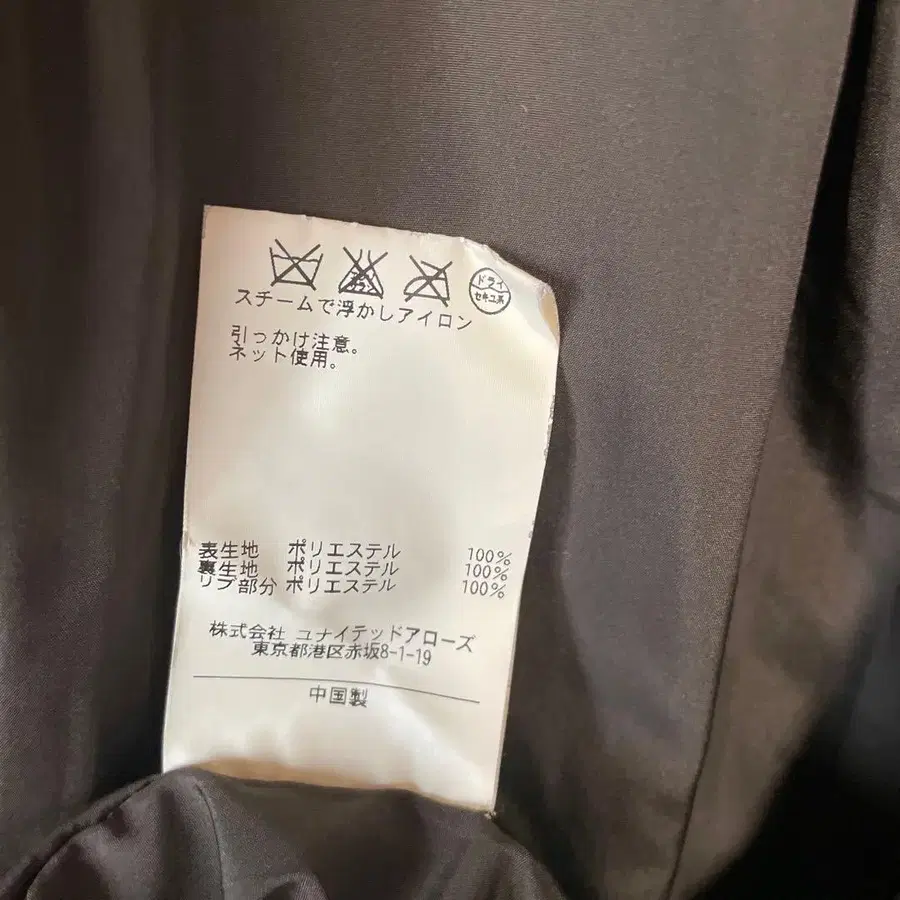 ドライ
セキユ系
スチームで浮かしアイロン
引っかけ注意。
ネット使用。
表生地 ポリエステル 100%
裏生地 ポリエステル 100%
リブ部分 ポリエステル 100%
株式会社 ユナイテッドアローズ
東京都港区赤坂8-1-19
中国製